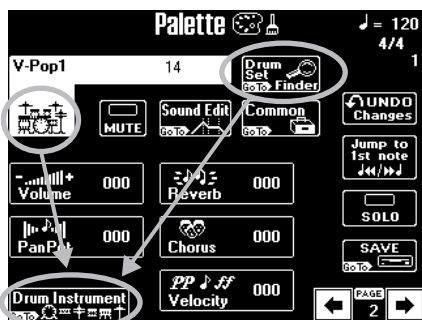 Palette
♩= 120
4/4
V-Pop1 14 1
Drum
Set
Go To Finder
MUTE
Sound Edit
Go To
Common
Go To
UNDO
Changes
Jump to
1st note
Volume 000
Reverb 000
SOLO
PanPot 000
Chorus 000
SAVE
Go To
Drum Instrument
Go To
PP ♪ ff
Velocity 000
PAGE
2